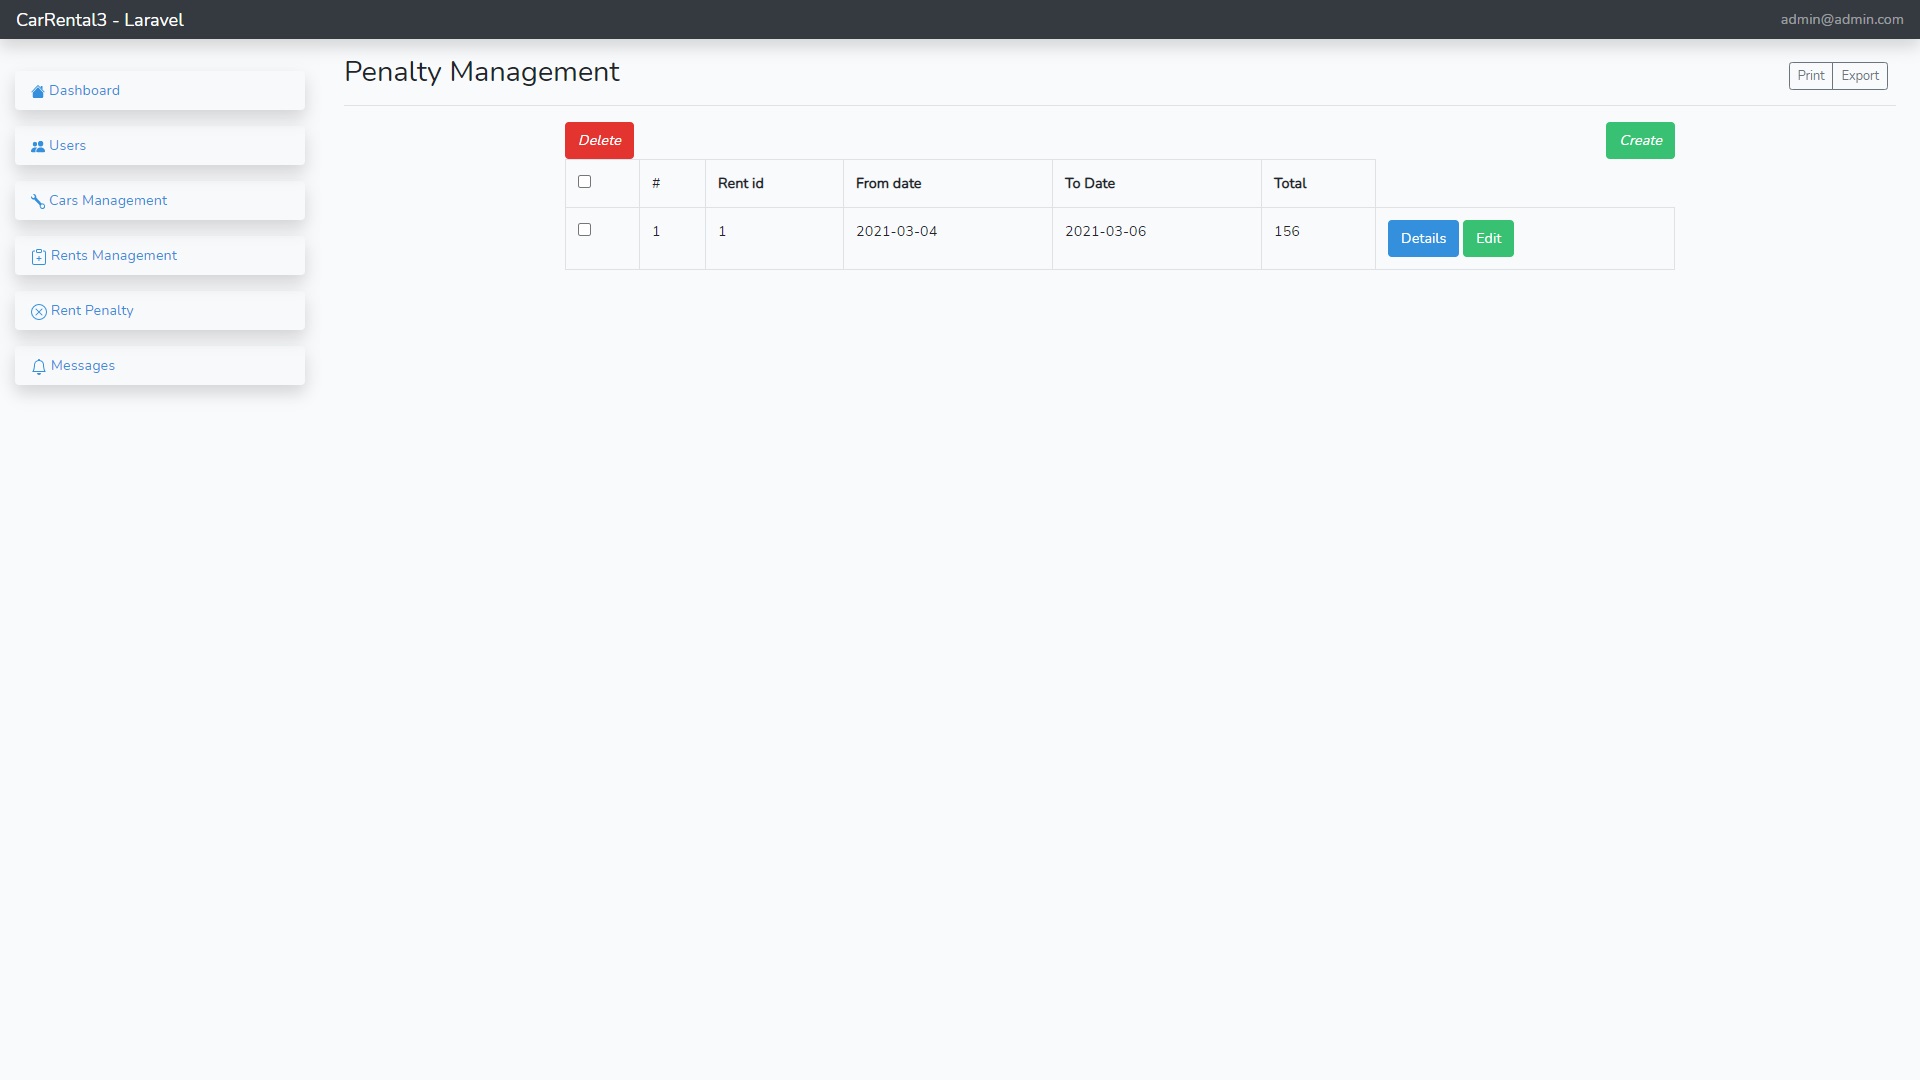 CarRental3 - Laravel
admin@admin.com
Dashboard
Users
Cars Management
Rents Management
Rent Penalty
Messages
Penalty Management
Print Export
Delete
Create
# Rent id From date To Date Total
1 1 2021-03-04 2021-03-06 156 Details Edit